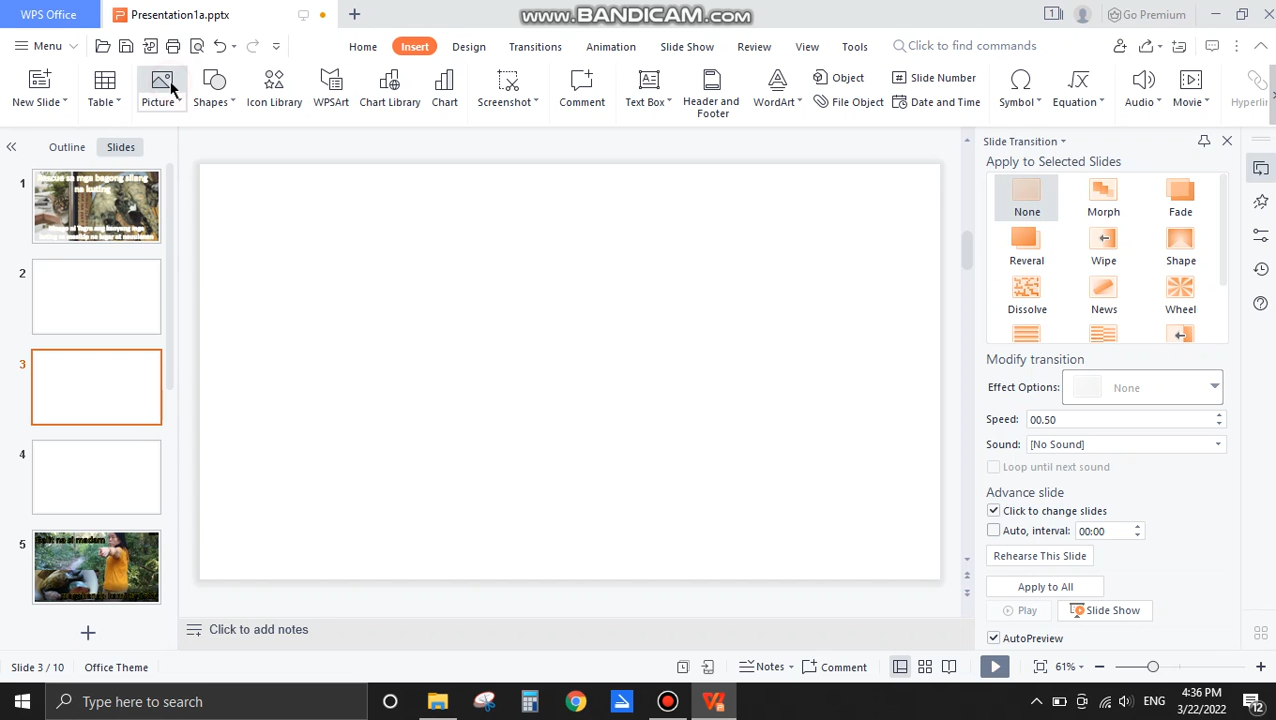 WPS Office
Presentation1a.pptx
www.BANDICAM.com
1
Go Premium
Menu
Home
Insert
Design
Transitions
Animation
Slide Show
Review
View
Tools
Click to find commands
New Slide
Table
Picture
Shapes
Icon Library
WPSArt
Chart Library
Chart
Screenshot
Comment
Text Box
Header and
Footer
WordArt
Object
File Object
Slide Number
Date and Time
Symbol
Equation
Audio
Movie
Hyperlin
Outline
Slides
1
na kuting
2
3
4
5
Slide Transition
Apply to Selected Slides
None
Morph
Fade
Reveral
Wipe
Shape
Dissolve
News
Wheel
Modify transition
Effect Options:
None
Speed:
00.50
Sound:
[No Sound]
Loop until next sound
Advance slide
Click to change slides
Auto, interval:
00:00
Rehearse This Slide
Apply to All
Play
Slide Show
AutoPreview
Click to add notes
Slide 3 / 10
Office Theme
Notes
Comment
61%
Type here to search
ENG
4:36 PM
3/22/2022
12